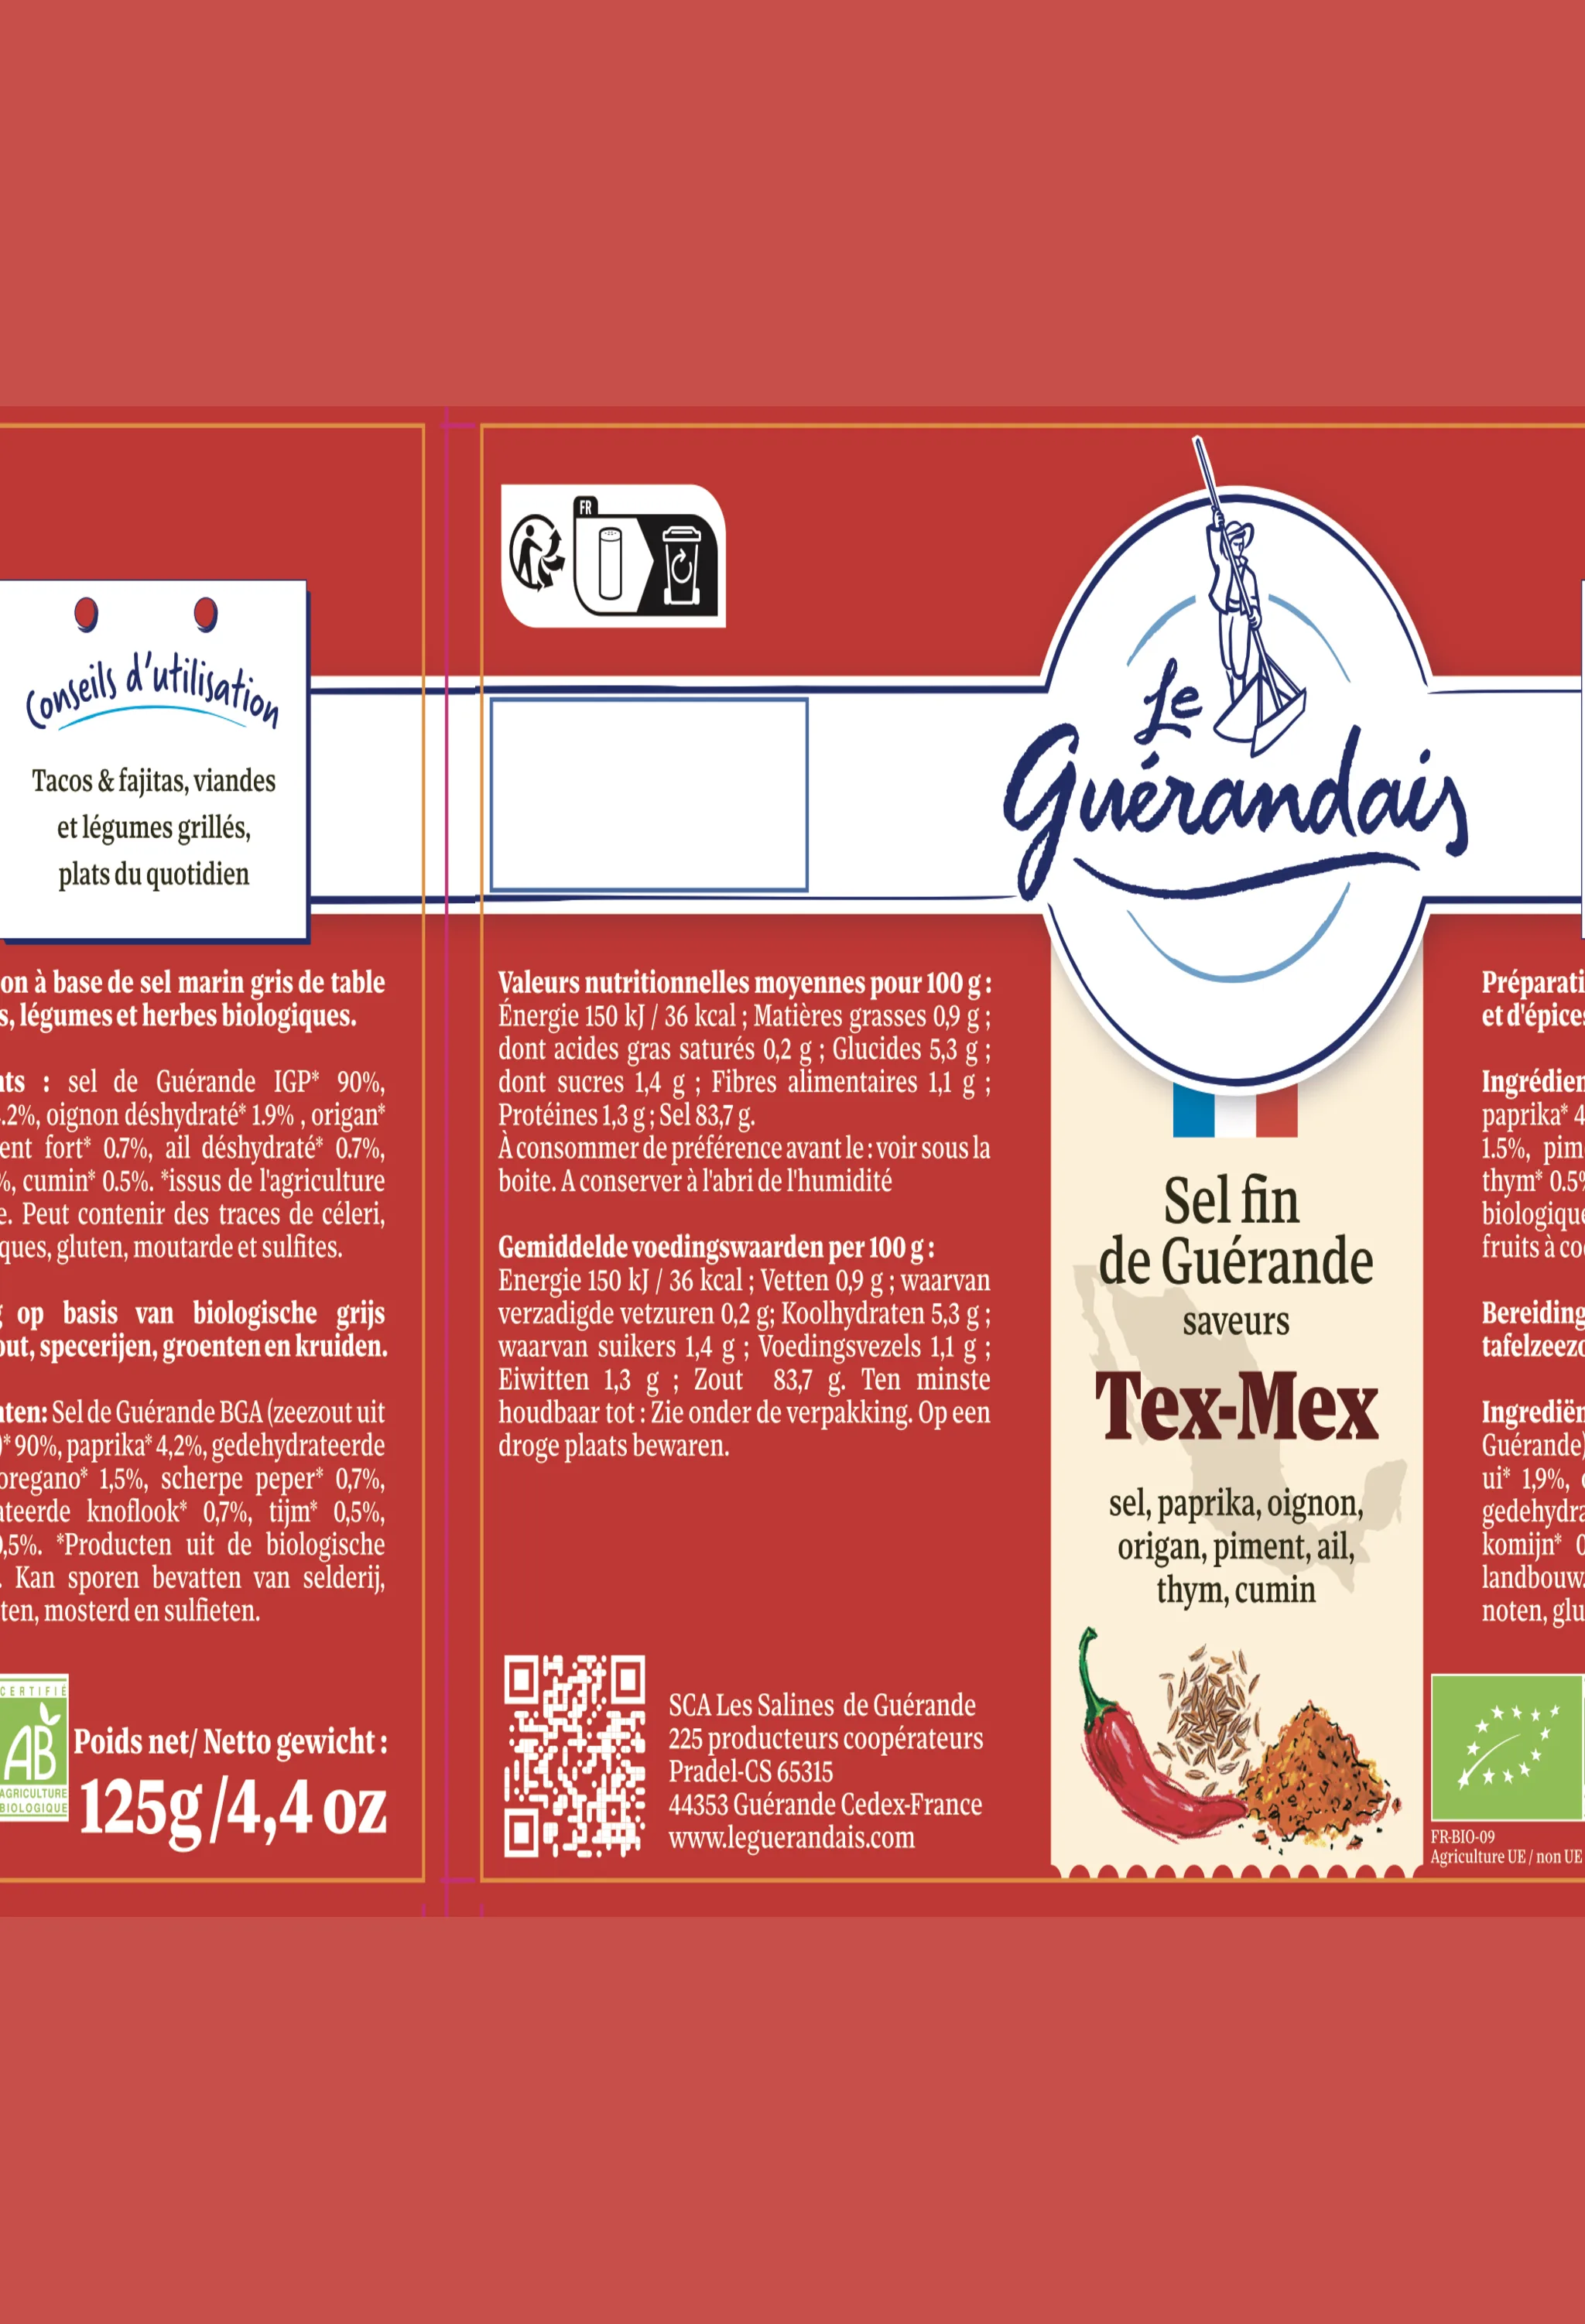 Conseils d'utilisation
Tacos & fajitas, viandes
et légumes grillés,
plats du quotidien
on à base de sel marin gris de table
s, légumes et herbes biologiques.
nts : sel de Guérande IGP* 90%,
.2%, oignon déshydraté* 1.9% , origan*
ent fort* 0.7%, ail déshydraté* 0.7%,
%, cumin* 0.5%. *issus de l'agriculture
e. Peut contenir des traces de céleri,
ques, gluten, moutarde et sulfites.
g op basis van biologische grijs
out, specerijen, groenten en kruiden.
nten: Sel de Guérande BGA (zeezout uit
)* 90%, paprika* 4,2%, gedehydrateerde
oregano* 1,5%, scherpe peper* 0,7%,
ateerde knoflook* 0,7%, tijm* 0,5%,
0,5%. *Producten uit de biologische
. Kan sporen bevatten van selderij,
ten, mosterd en sulfieten.
CERTIFIÉ
AB
AGRICULTURE
BIOLOGIQUE
Poids net/ Netto gewicht :
125g/4,4 oz
FR
Valeurs nutritionnelles moyennes pour 100 g :
Énergie 150 kJ / 36 kcal ; Matières grasses 0,9 g ;
dont acides gras saturés 0,2 g ; Glucides 5,3 g ;
dont sucres 1,4 g ; Fibres alimentaires 1,1 g ;
Protéines 1,3 g ; Sel 83,7 g.
À consommer de préférence avant le : voir sous la
boite. A conserver à l'abri de l'humidité
Gemiddelde voedingswaarden per 100 g :
Energie 150 kJ / 36 kcal ; Vetten 0,9 g ; waarvan
verzadigde vetzuren 0,2 g; Koolhydraten 5,3 g ;
waarvan suikers 1,4 g ; Voedingsvezels 1,1 g ;
Eiwitten 1,3 g ; Zout 83,7 g. Ten minste
houdbaar tot : Zie onder de verpakking. Op een
droge plaats bewaren.
SCA Les Salines de Guérande
225 producteurs coopérateurs
Pradel-CS 65315
44353 Guérande Cedex-France
www.leguerandais.com
Le
Guérandais
Sel fin
de Guérande
saveurs
Tex-Mex
sel, paprika, oignon,
origan, piment, ail,
thym, cumin
Préparati
et d'épices
Ingrédien
paprika* 4
1.5%, pim
thym* 0.5%
biologique
fruits à co
Bereiding
tafelzeezo
Ingrediën
Guérande)
ui* 1,9%, o
gedehydra
komijn* 0
landbouw.
noten, glu
FR-BIO-09
Agriculture UE / non UE